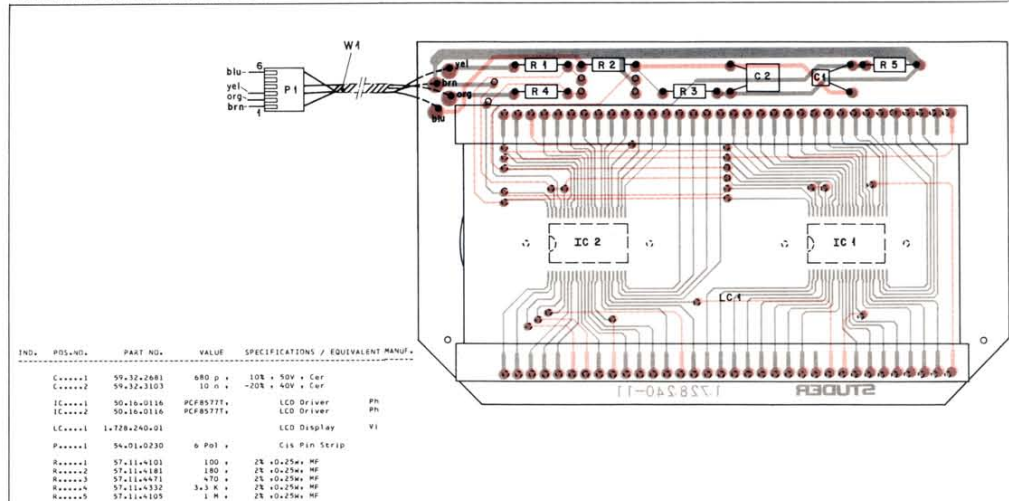 W1
6
blu
yel
org
brn
1
P1
yel
brn
org
blu
R 1
R 2
R 4
R 3
C 2
C1
R 5
IC 2
IC 1
LC 1
1.728.240-11
STUDER
IND. POS.NO. PART NO. VALUE SPECIFICATIONS / EQUIVALENT MANUF.
C.....1 59.32.2681 680 p , 10% , 50V , Cer
C.....2 59.32.3103 10 n , -20% , 40V , Cer
IC....1 50.16.0116 PCF8577T, LCD Driver Ph
IC....2 50.16.0116 PCF8577T, LCD Driver Ph
LC....1 1.728.240.01 LCD Display VI
P.....1 54.01.0230 6 Pol , Cis Pin Strip
R.....1 57.11.4101 100 , 2% ,0.25W, MF
R.....2 57.11.4181 180 , 2% ,0.25W, MF
R.....3 57.11.4471 470 , 2% ,0.25W, MF
R.....4 57.11.4332 3.3 K , 2% ,0.25W, MF
R.....5 57.11.4105 1 M , 2% ,0.25W, MF